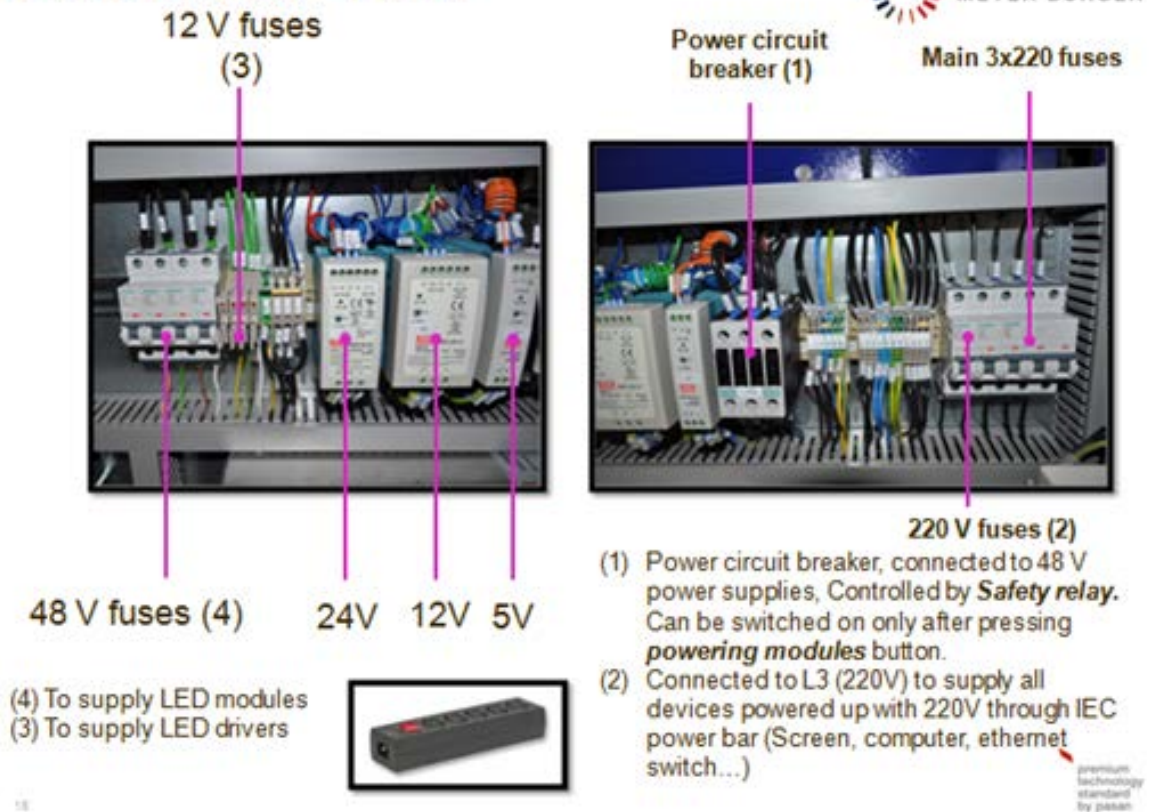 12 V fuses
(3)
Power circuit
breaker (1)
Main 3x220 fuses
48 V fuses (4)
24V
12V
5V
220 V fuses (2)
(4) To supply LED modules
(3) To supply LED drivers
(1) Power circuit breaker, connected to 48 V
power supplies, Controlled by Safety relay.
Can be switched on only after pressing
powering modules button.
(2) Connected to L3 (220V) to supply all
devices powered up with 220V through IEC
power bar (Screen, computer, ethernet
switch...)
premium
technology
standard
by pasan